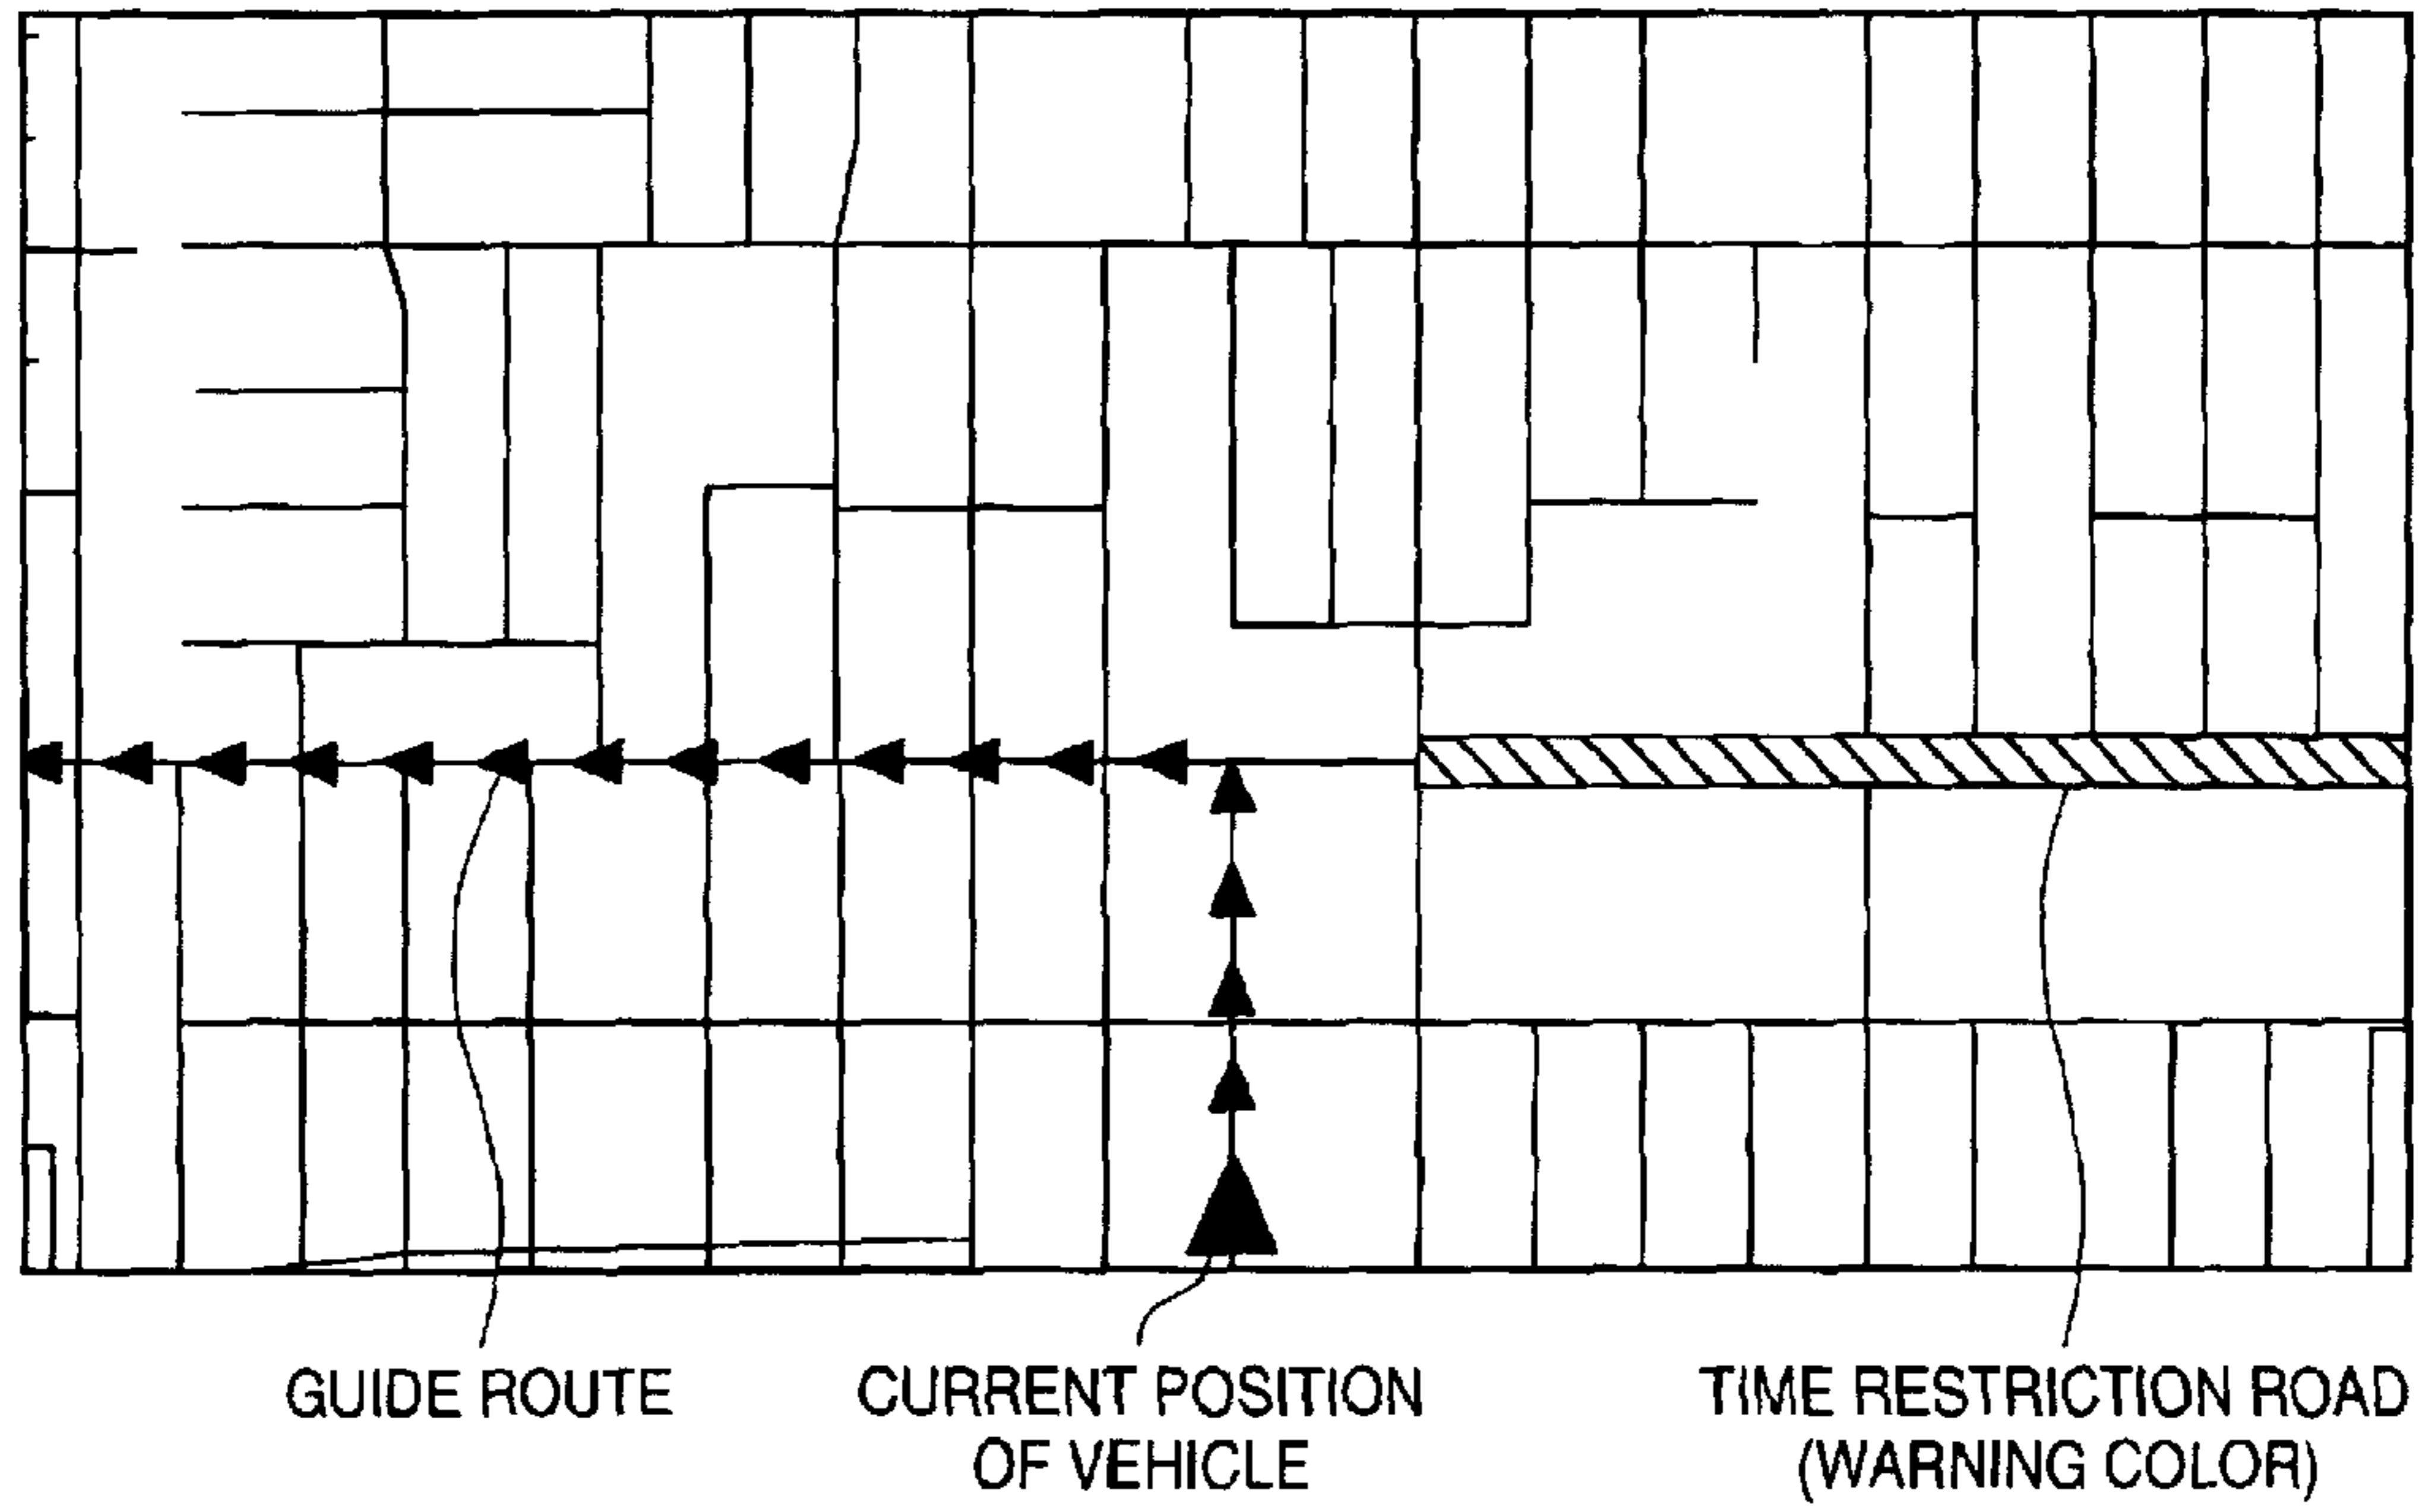 GUIDE ROUTE
CURRENT POSITION
OF VEHICLE
TIME RESTRICTION ROAD
(WARNING COLOR)